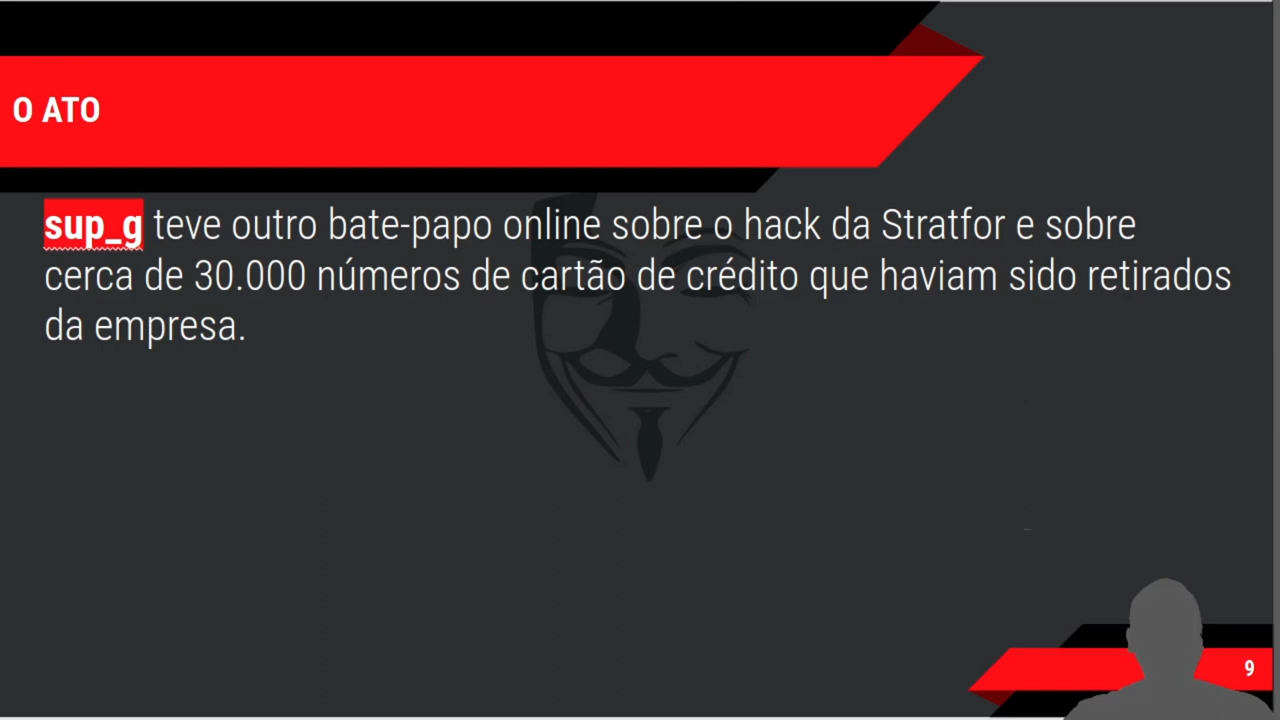 O ATO
sup_g teve outro bate-papo online sobre o hack da Stratfor e sobre
cerca de 30.000 números de cartão de crédito que haviam sido retirados
da empresa.
9